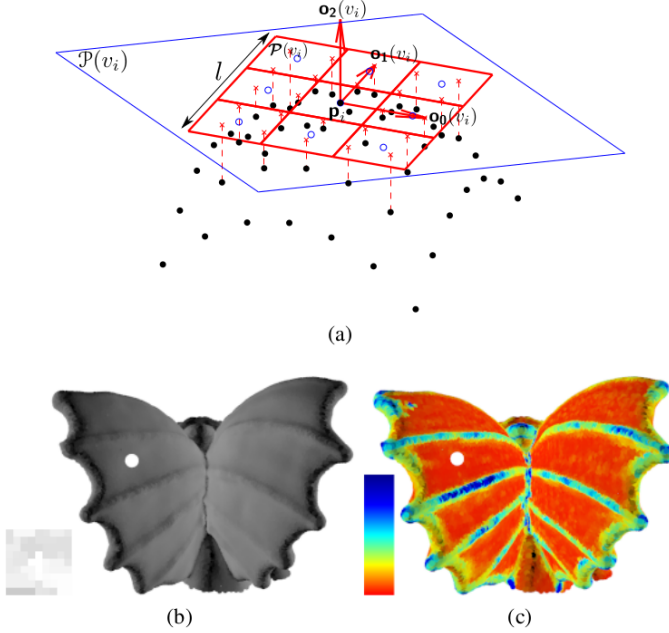 o₂(vᵢ)
𝒫(vᵢ)
P(vᵢ)
o₁(vᵢ)
l
pᵢ
o₀(vᵢ)
(a)
(b)
(c)